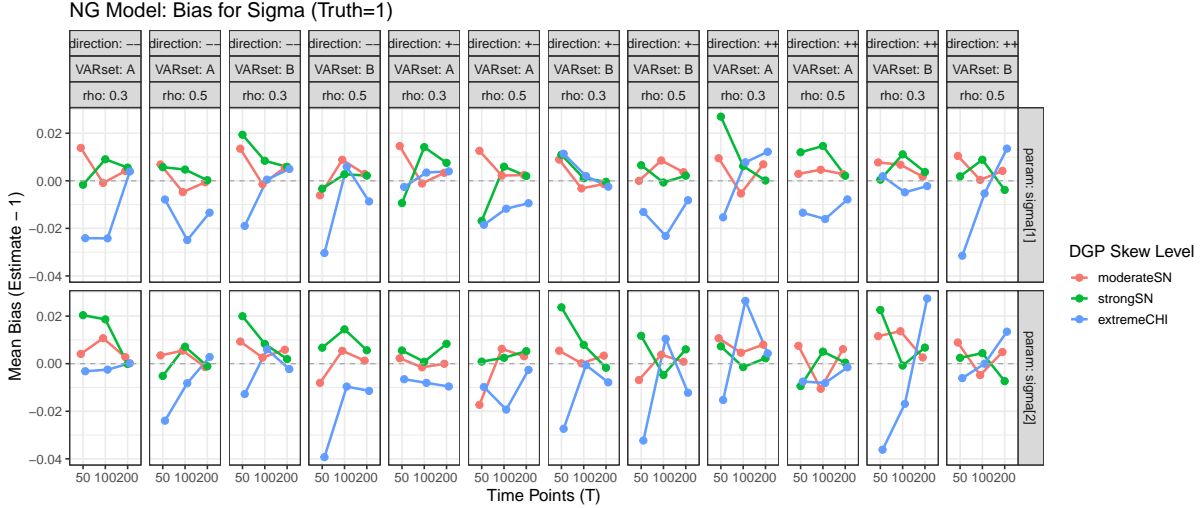 NG Model: Bias for Sigma (Truth=1)
direction: −− direction: −− direction: −− direction: −− direction: +− direction: +− direction: +− direction: +− direction: ++ direction: ++ direction: ++ direction: ++
VARset: A VARset: A VARset: B VARset: B VARset: A VARset: A VARset: B VARset: B VARset: A VARset: A VARset: B VARset: B
rho: 0.3 rho: 0.5 rho: 0.3 rho: 0.5 rho: 0.3 rho: 0.5 rho: 0.3 rho: 0.5 rho: 0.3 rho: 0.5 rho: 0.3 rho: 0.5
0.02
0.00
−0.02
−0.04
param: sigma[1]
0.02
0.00
−0.02
−0.04
param: sigma[2]
Mean Bias (Estimate − 1)
50 100200 50 100200 50 100200 50 100200 50 100200 50 100200 50 100200 50 100200 50 100200 50 100200 50 100200 50 100200
Time Points (T)
DGP Skew Level
moderateSN
strongSN
extremeCHI